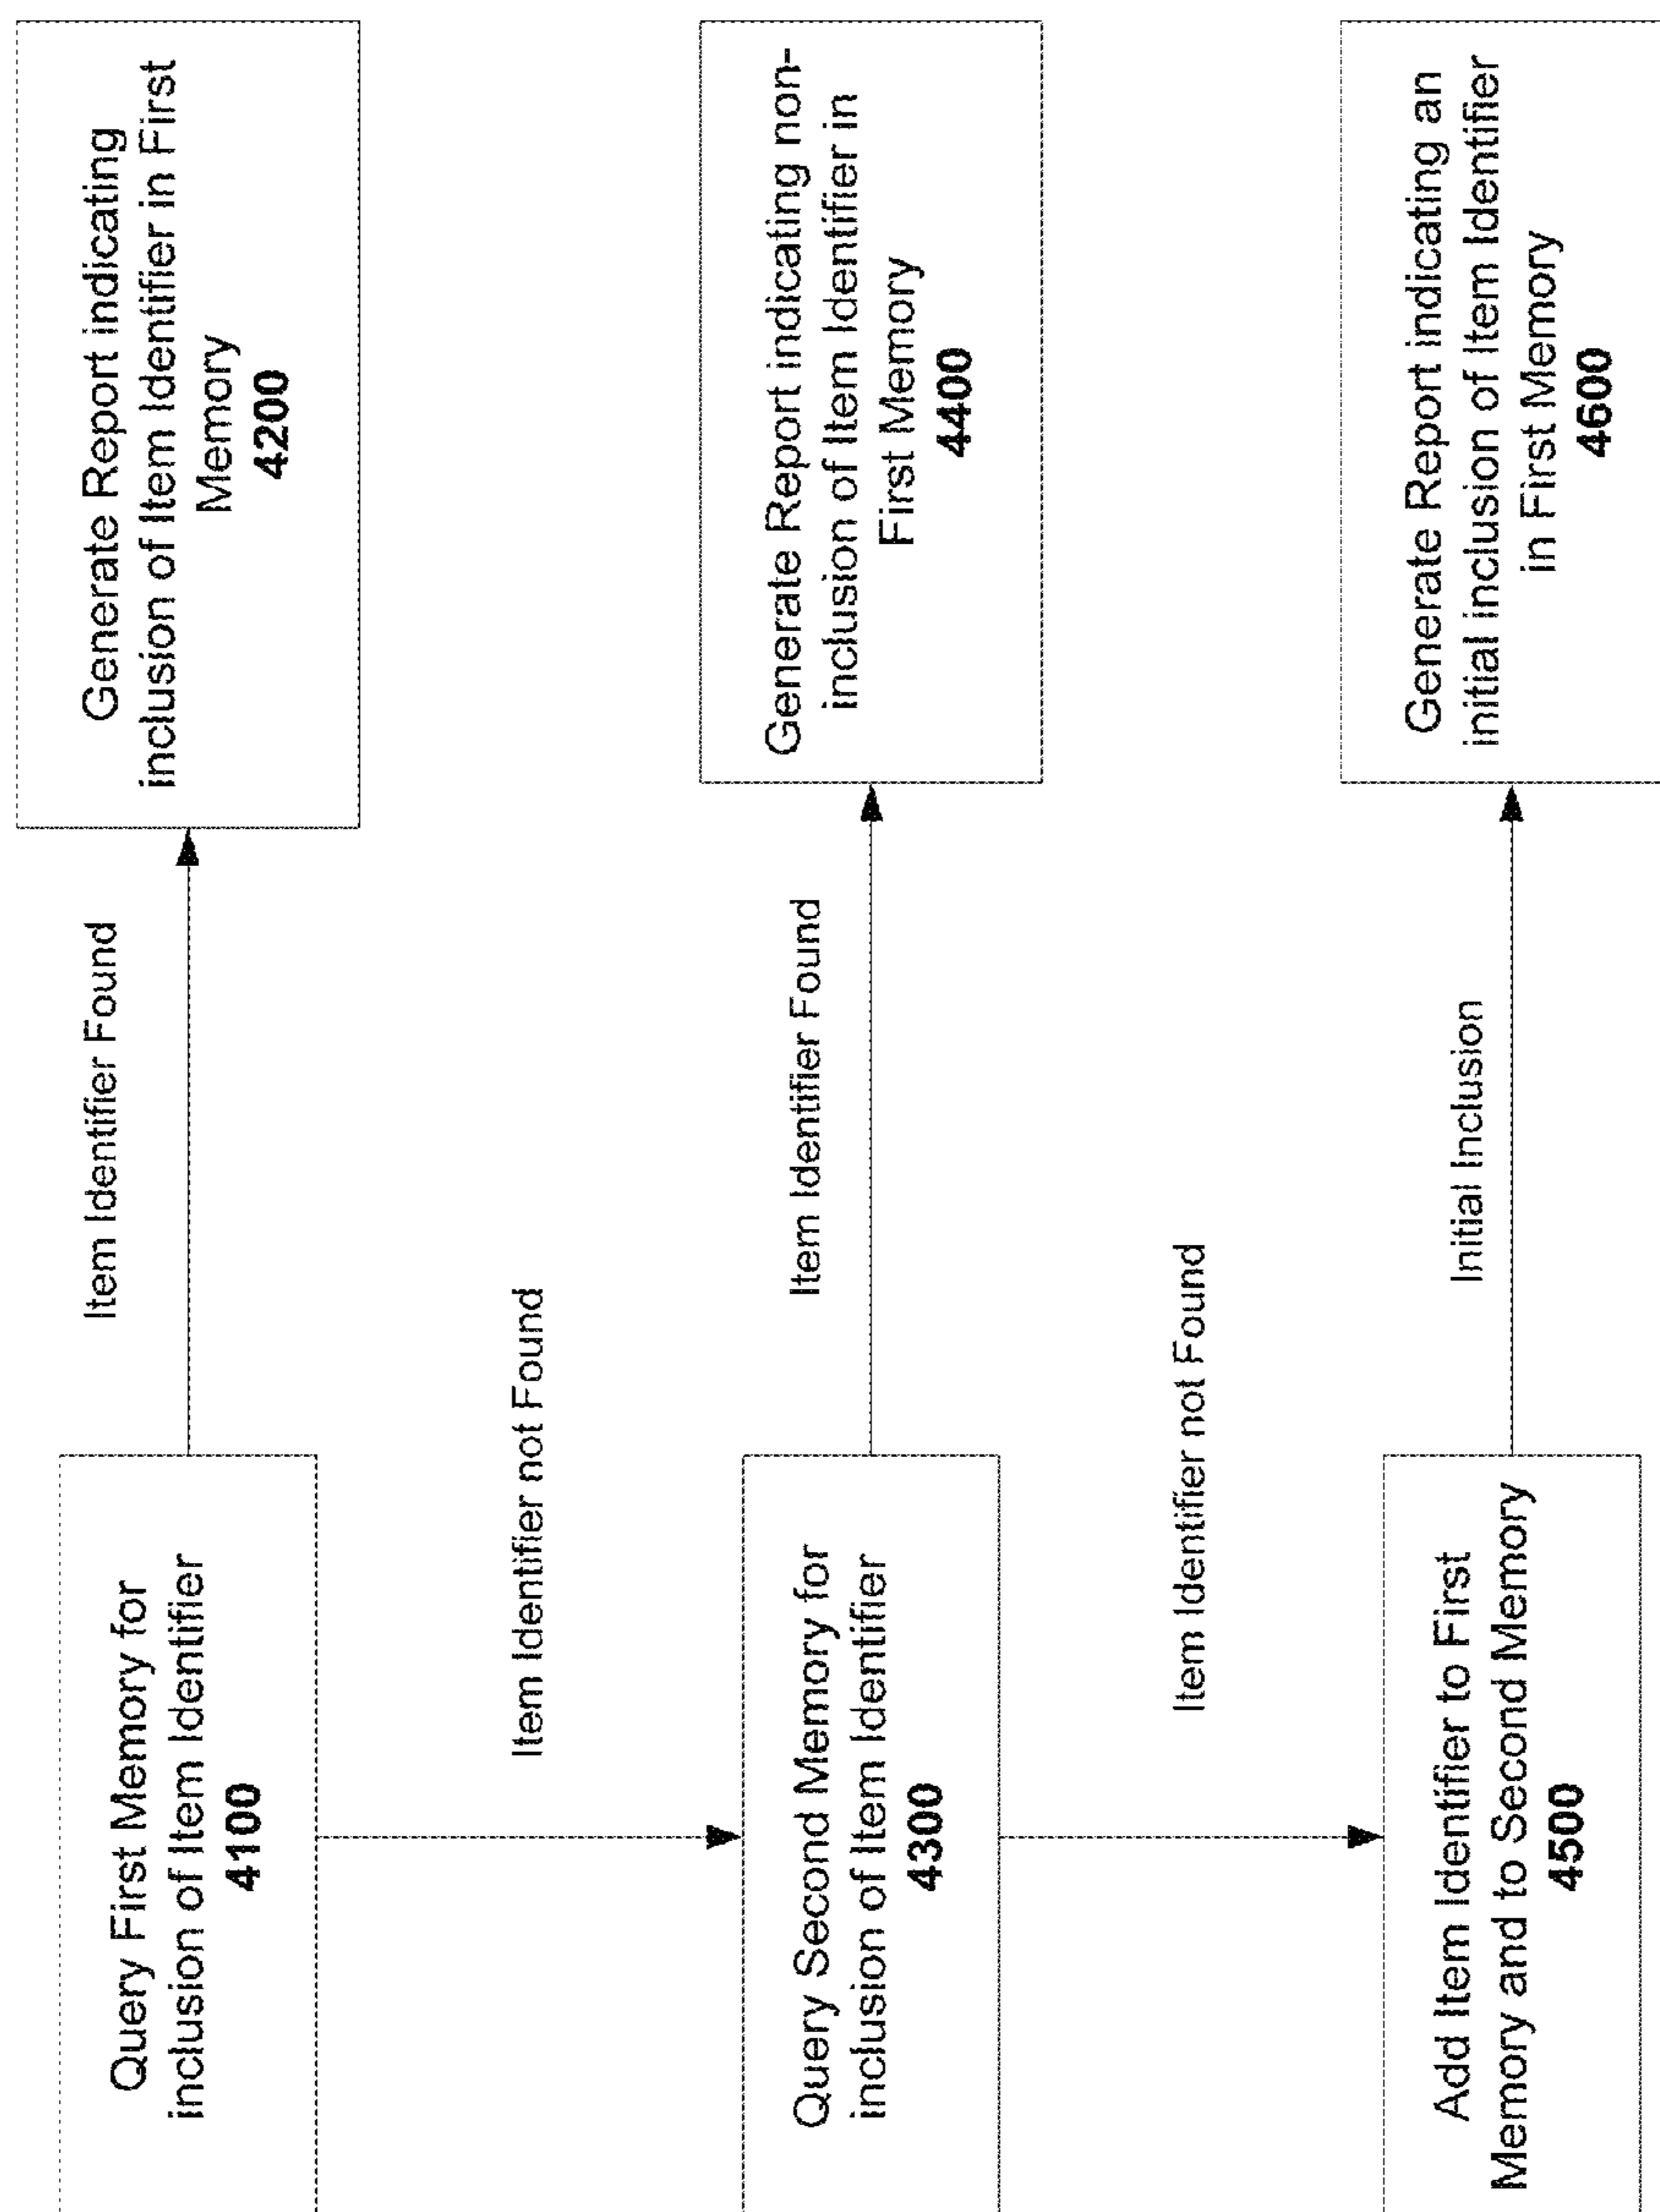 Query First Memory for
inclusion of Item Identifier
4100
Item Identifier Found
Generate Report indicating
inclusion of Item Identifier in First
Memory
4200
Item Identifier not Found
Query Second Memory for
inclusion of Item Identifier
4300
Item Identifier Found
Generate Report indicating non-
inclusion of Item Identifier in
First Memory
4400
Item Identifier not Found
Add Item Identifier to First
Memory and to Second Memory
4500
Initial Inclusion
Generate Report indicating an
initial inclusion of Item Identifier
in First Memory
4600